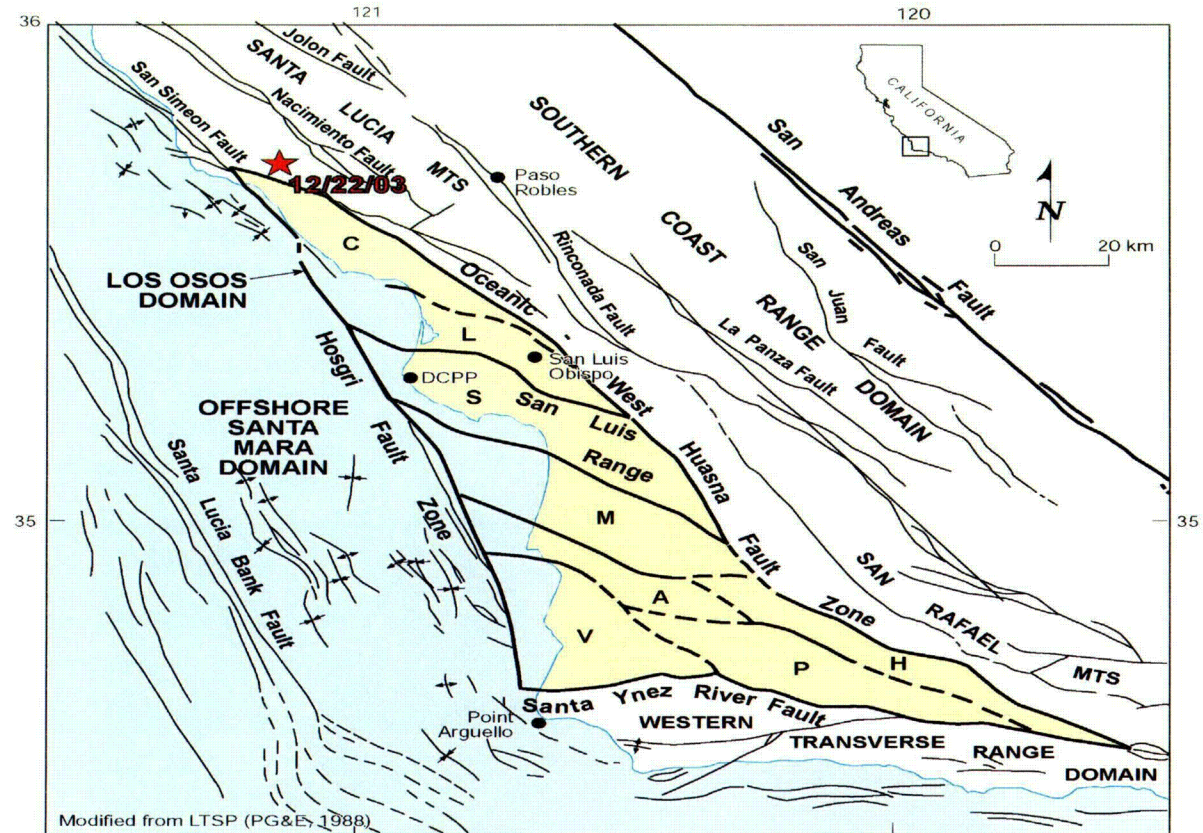 36
121
120
Jolon Fault
SANTA
LUCIA
MTS
Nacimiento Fault
San Simeon Fault
12/22/03
Paso
Robles
SOUTHERN
COAST
RANGE
DOMAIN
San
Andreas
Fault
CALIFORNIA
N
0 20 km
San
Juan
Fault
La Panza Fault
Rinconada Fault
C
Oceantc
West
Huasna
Fault
Zone
LOS OSOS
DOMAIN
L
San Luis
Obispo
DCPP
S
San
Luis
Range
Hosgri
Fault
Zone
OFFSHORE
SANTA
MARA
DOMAIN
Santa
Lucia
Bank
Fault
35
35
M
A
V
P
H
SAN
RAFAEL
MTS
Santa Ynez River Fault
Point
Arguello
WESTERN
TRANSVERSE
RANGE
DOMAIN
Modified from LTSP (PG&E, 1988)